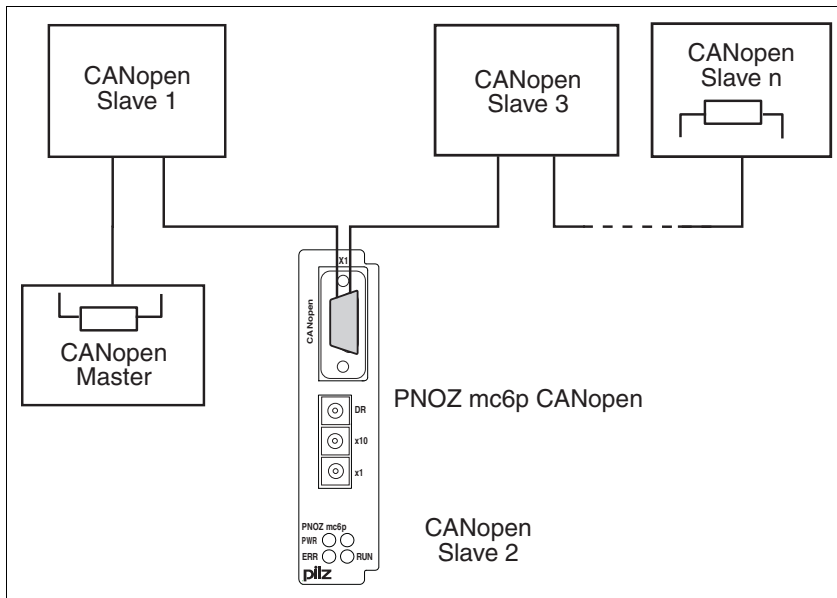 CANopen
Slave 1
CANopen
Slave 3
CANopen
Slave n
CANopen
Master
X1
CANopen
DR
x10
x1
PNOZ mc6p
PWR
ERR
RUN
pilz
PNOZ mc6p CANopen
CANopen
Slave 2